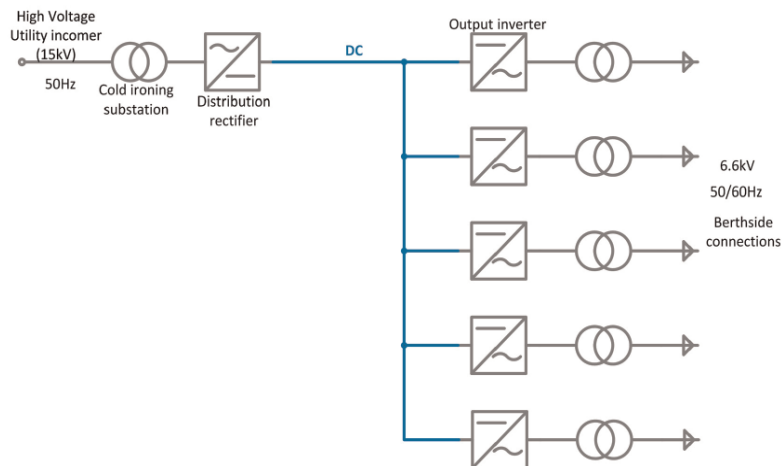 High Voltage
Utility incomer
(15kV)
50Hz
Cold ironing
substation
Distribution
rectifier
DC
Output inverter
6.6kV
50/60Hz
Berthside
connections